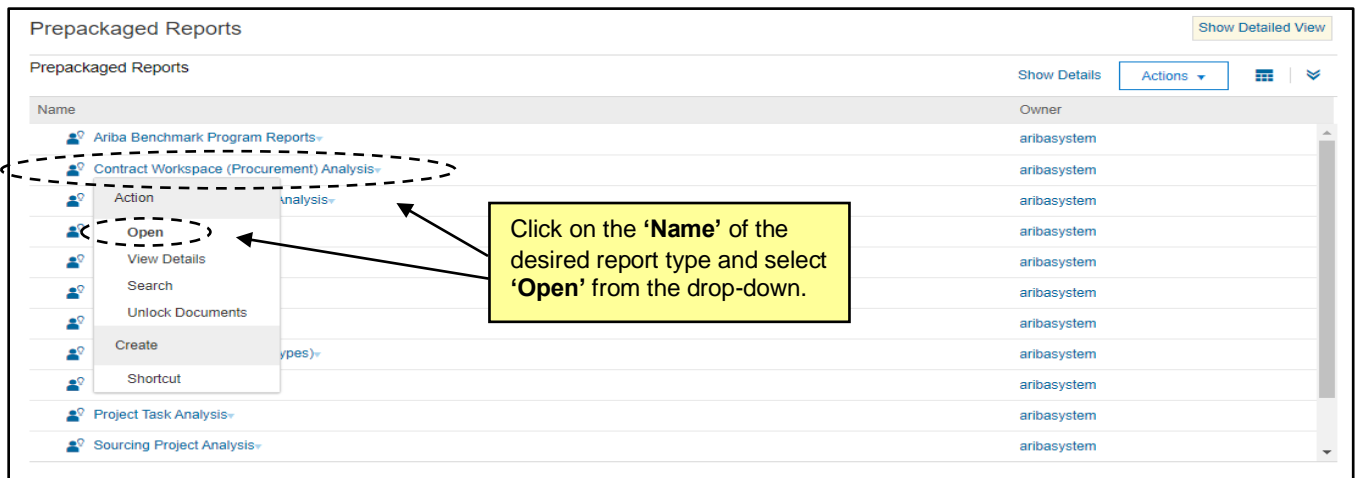 Prepackaged Reports
Show Detailed View
Prepackaged Reports
Show Details
Actions
Name
Owner
Ariba Benchmark Program Reports
aribasystem
Contract Workspace (Procurement) Analysis
aribasystem
Action
Analysis
aribasystem
Open
aribasystem
View Details
aribasystem
Search
aribasystem
Unlock Documents
aribasystem
Create
ypes)
aribasystem
Shortcut
aribasystem
Project Task Analysis
aribasystem
Sourcing Project Analysis
aribasystem
Click on the ‘Name’ of the
desired report type and select
‘Open’ from the drop-down.